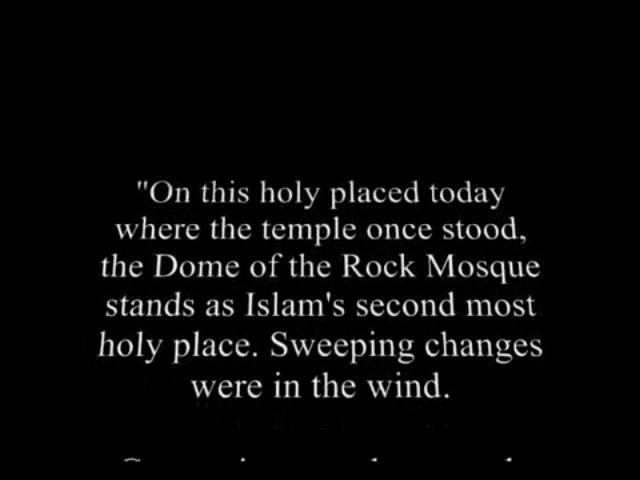 "On this holy placed today
where the temple once stood,
the Dome of the Rock Mosque
stands as Islam's second most
holy place. Sweeping changes
were in the wind.